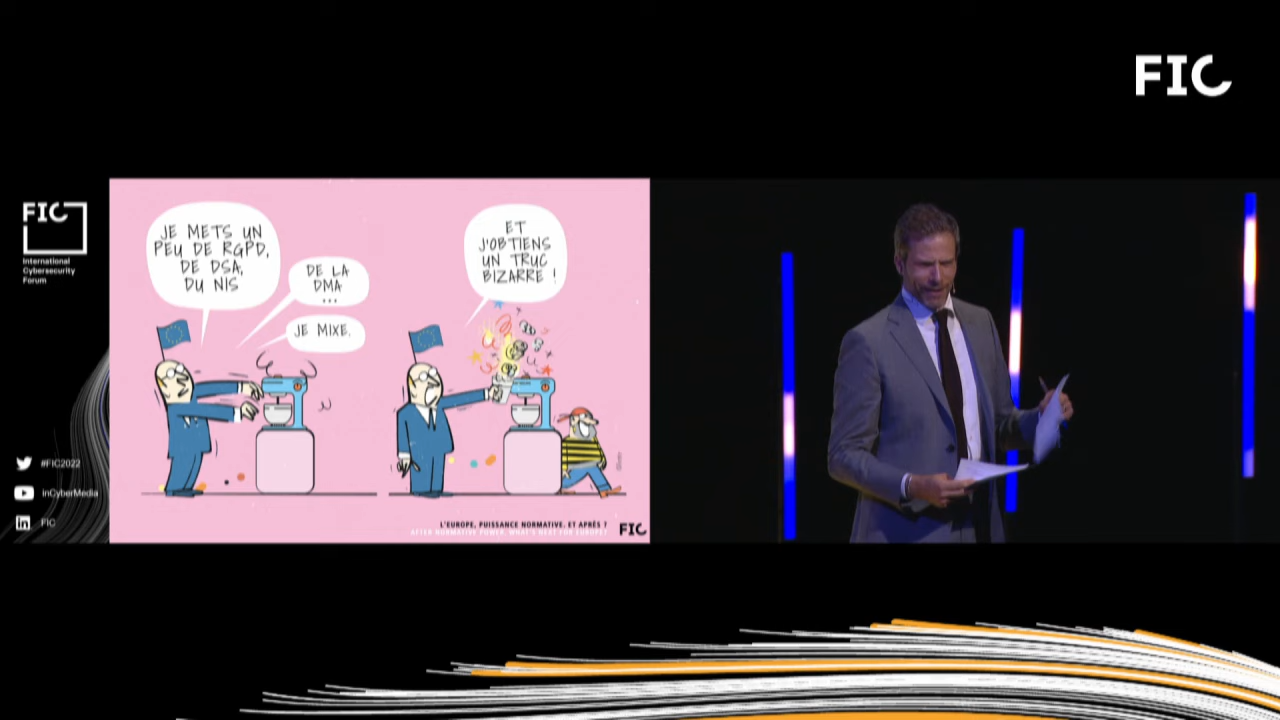 FIC
FIC
International
Cybersecurity
Forum
#FIC2022
inCyberMedia
FIC
JE METS UN
PEU DE RGPD,
DE DSA,
DU NIS
DE LA
DMA
...
JE MIXE.
ET
J'OBTIENS
UN TRUC
BIZARRE !
L'EUROPE, PUISSANCE NORMATIVE. ET APRÈS ?
AFTER NORMATIVE POWER, WHAT'S NEXT FOR EUROPE?
FIC